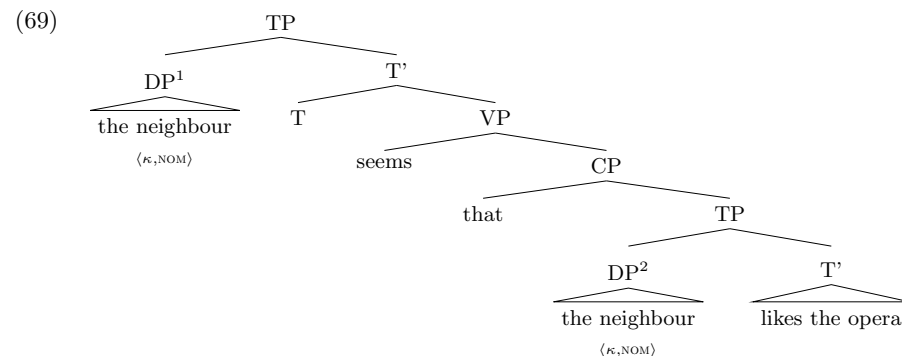 (69)
TP
DP¹
T'
the neighbour
T
VP
⟨κ,NOM⟩
seems
CP
that
TP
DP²
T'
the neighbour
likes the opera
⟨κ,NOM⟩